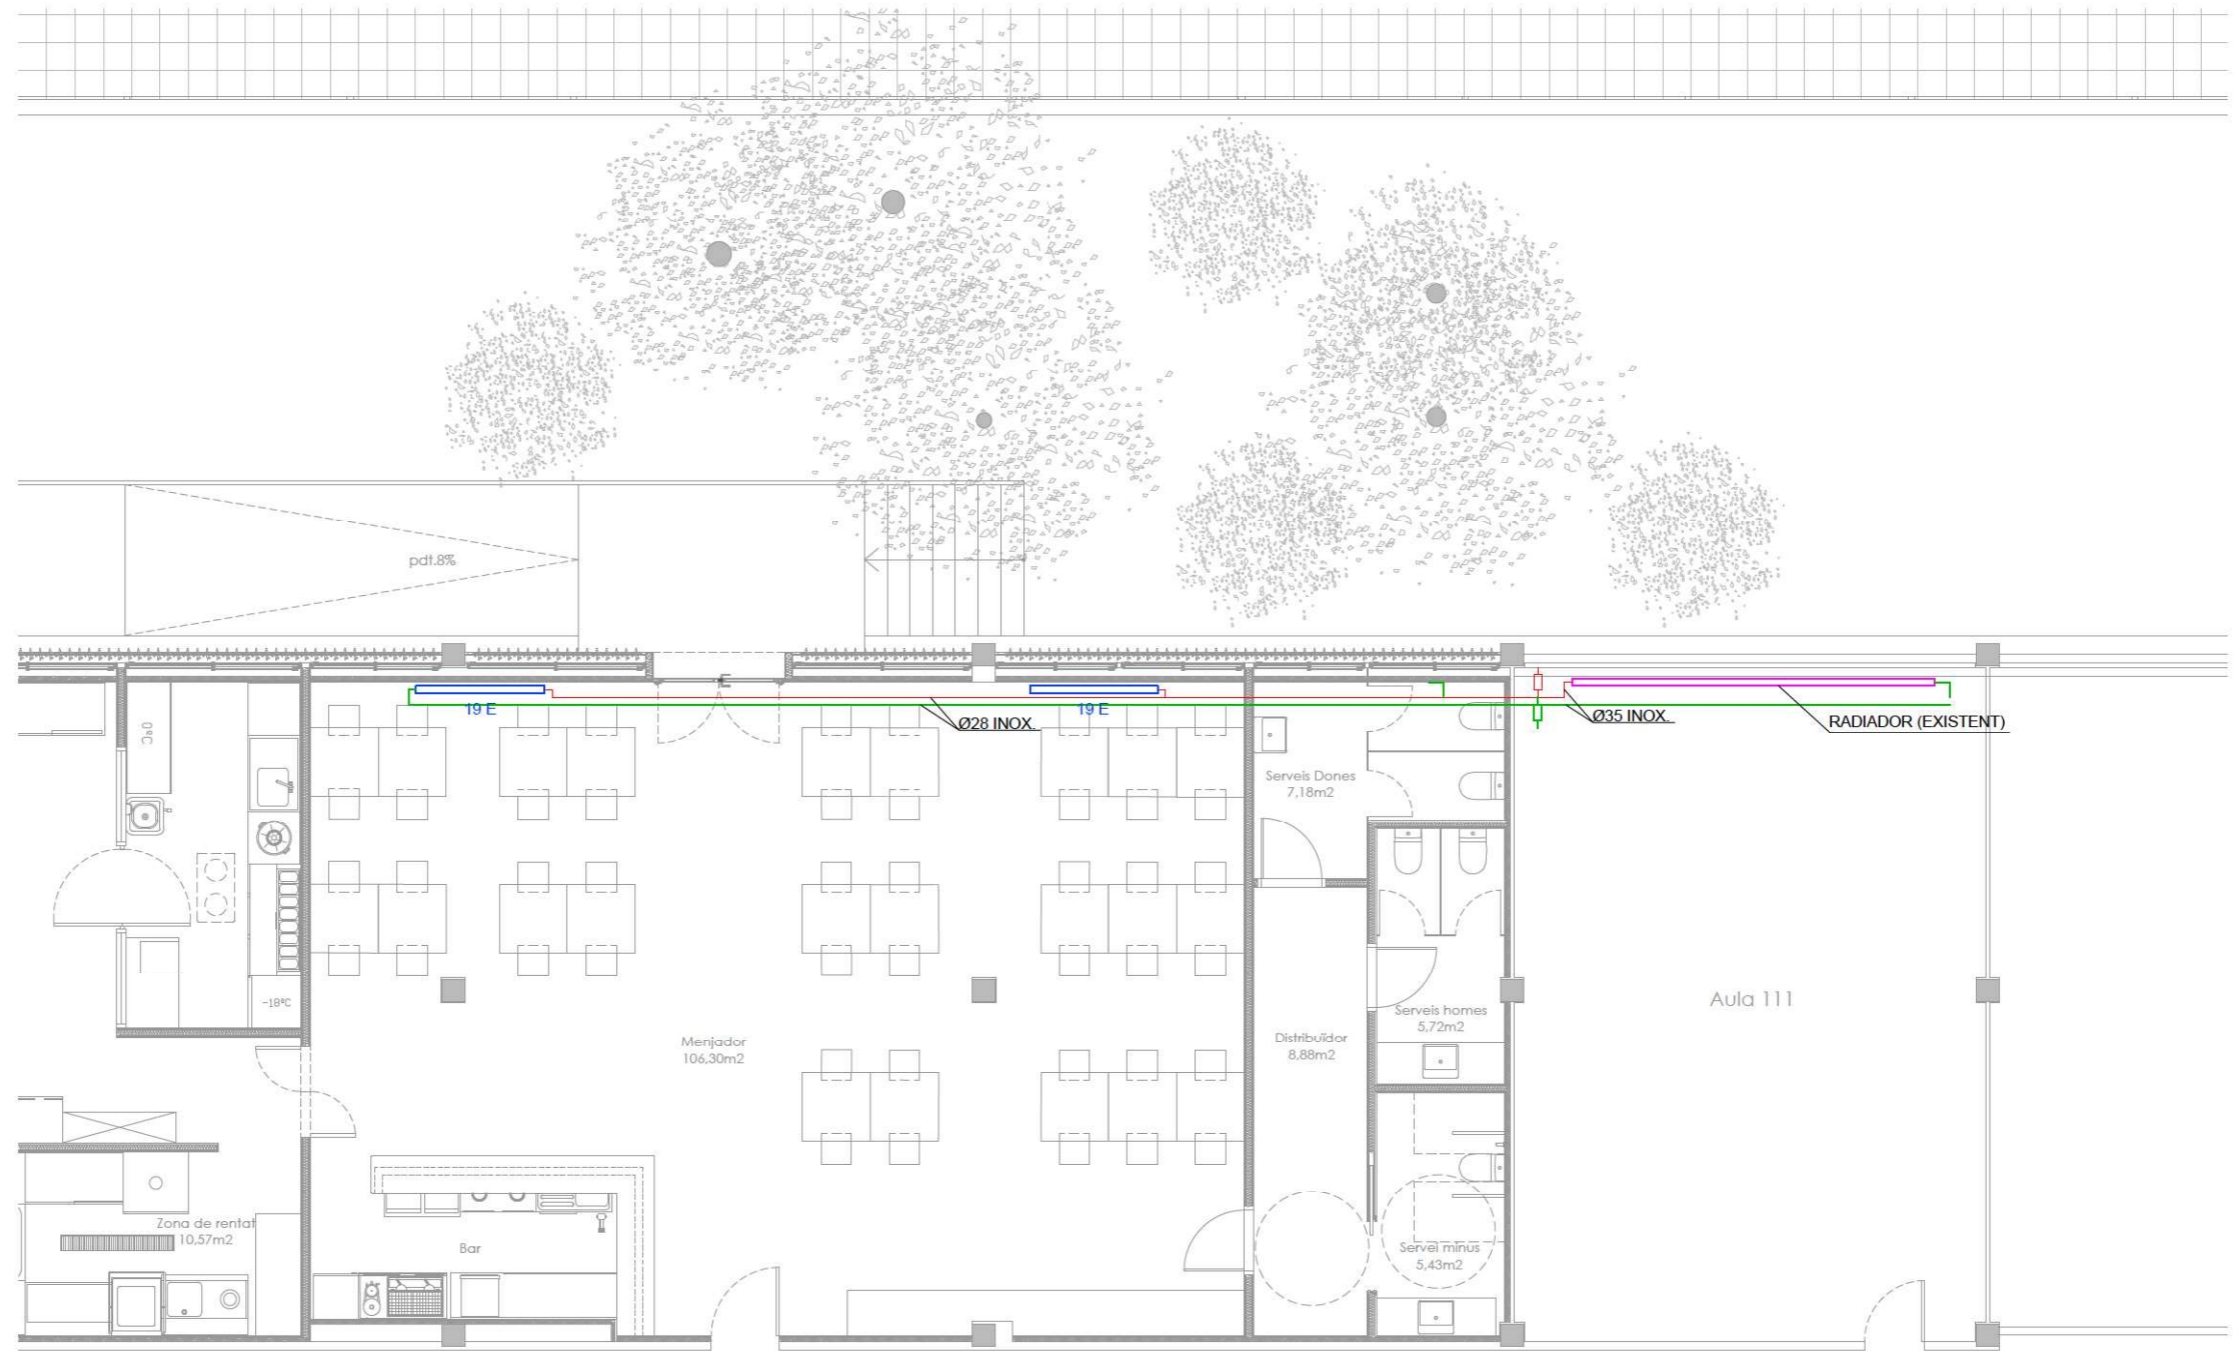 pdt.8%
19 E
19 E
Ø28 INOX.
Ø35 INOX.
RADIADOR (EXISTENT)
0ºC
Serveis Dones
7,18m2
-18ºC
Aula 111
Serveis homes
5,72m2
Menjador
106,30m2
Distribuïdor
8,88m2
Zona de rentat
10,57m2
Bar
Servei minus
5,43m2